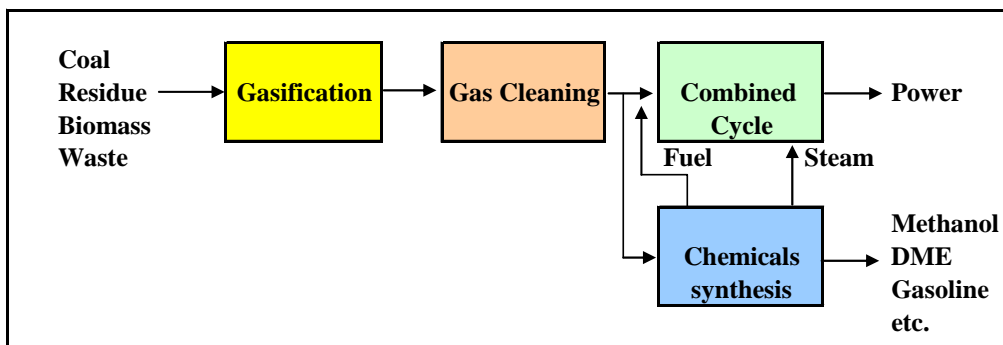 Coal
Residue
Biomass
Waste
Gasification
Gas Cleaning
Combined
Cycle
Power
Fuel
Steam
Chemicals
synthesis
Methanol
DME
Gasoline
etc.